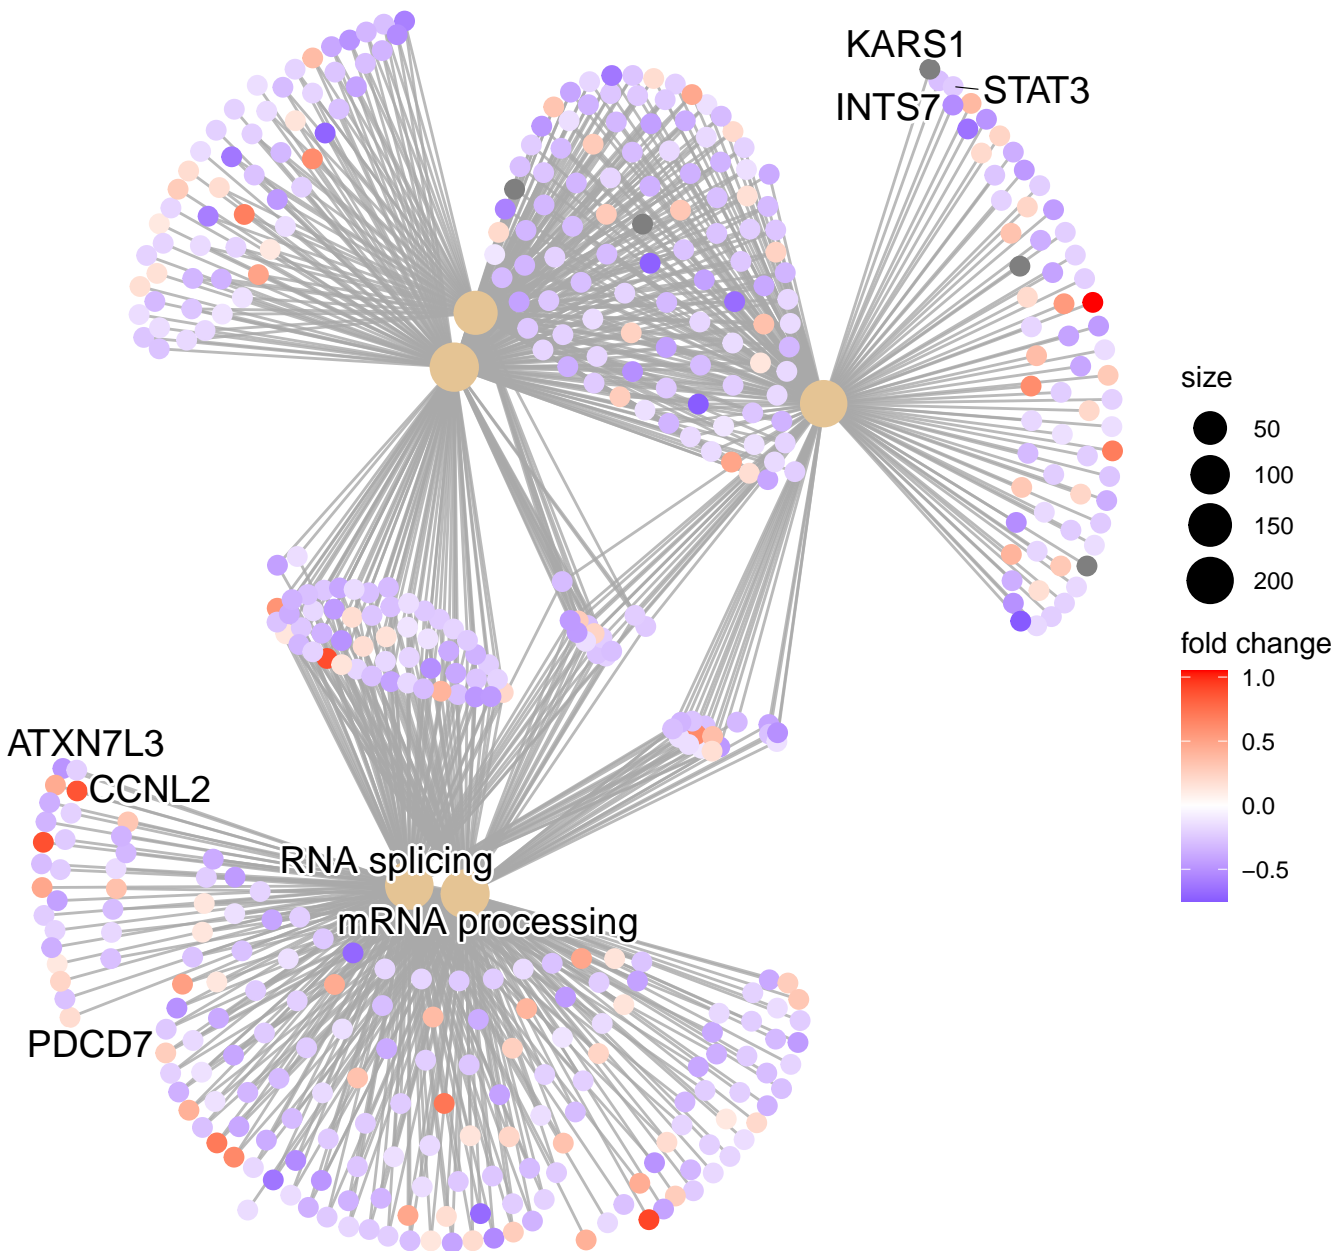 KARS1
STAT3
INTS7
size
50
100
150
200
fold change
1.0
0.5
0.0
−0.5
ATXN7L3
CCNL2
RNA splicing
mRNA processing
PDCD7